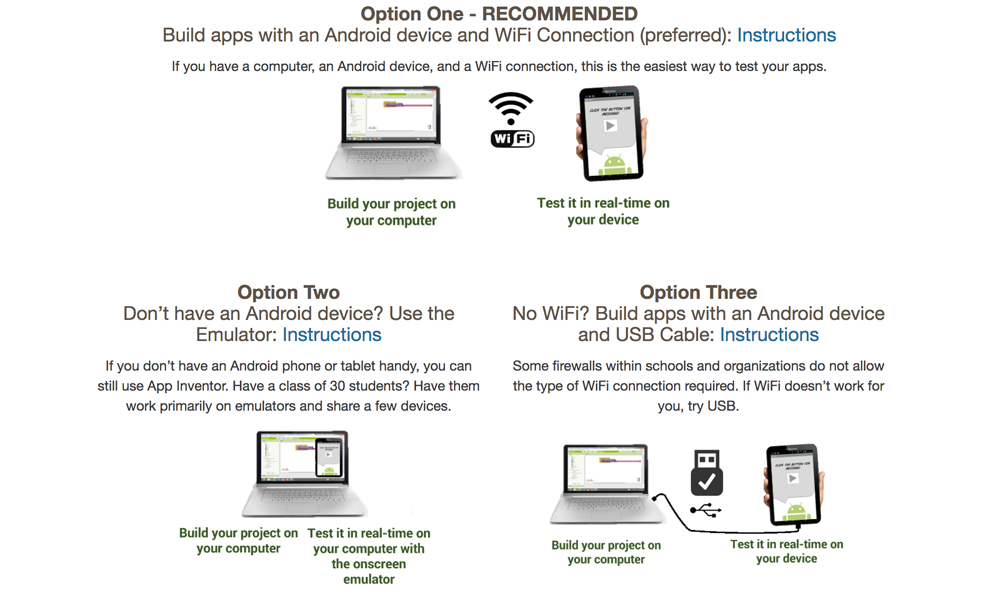 Option One - RECOMMENDED
Build apps with an Android device and WiFi Connection (preferred): Instructions
If you have a computer, an Android device, and a WiFi connection, this is the easiest way to test your apps.
CLICK THE BUTTON FOR
MESSAGE!
Wi Fi
Build your project on
your computer
Test it in real-time on
your device
Option Two
Don't have an Android device? Use the
Emulator: Instructions
If you don't have an Android phone or tablet handy, you can
still use App Inventor. Have a class of 30 students? Have them
work primarily on emulators and share a few devices.
Build your project on
your computer
Test it in real-time on
your computer with
the onscreen
emulator
Option Three
No WiFi? Build apps with an Android device
and USB Cable: Instructions
Some firewalls within schools and organizations do not allow
the type of WiFi connection required. If WiFi doesn't work for
you, try USB.
CLICK THE BUTTON FOR
MESSAGE!
Build your project on
your computer
Test it in real-time on
your device